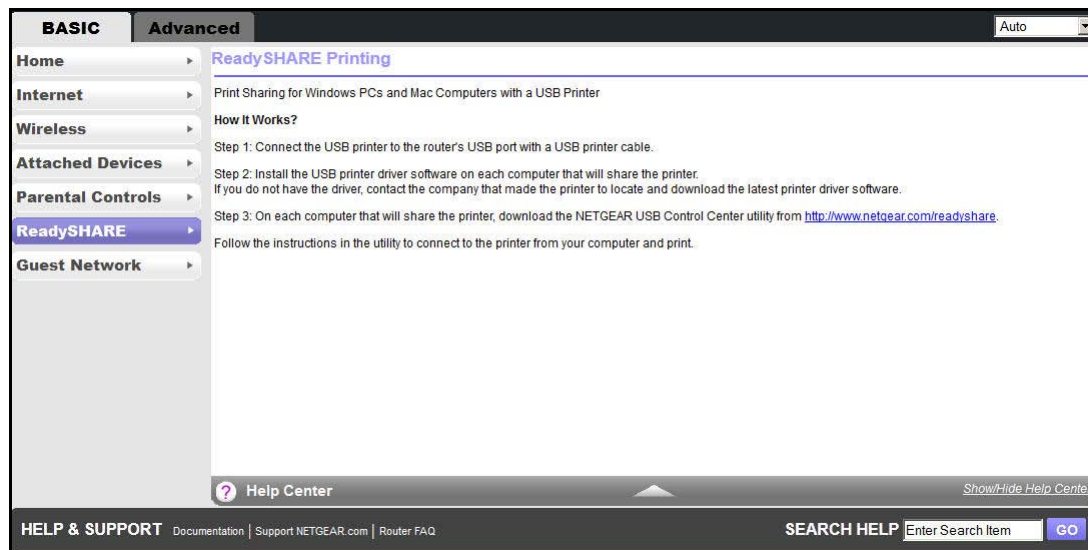 BASIC
Advanced
Auto
Home
Internet
Wireless
Attached Devices
Parental Controls
ReadySHARE
Guest Network
ReadySHARE Printing
Print Sharing for Windows PCs and Mac Computers with a USB Printer
How It Works?
Step 1: Connect the USB printer to the router's USB port with a USB printer cable.
Step 2: Install the USB printer driver software on each computer that will share the printer.
If you do not have the driver, contact the company that made the printer to locate and download the latest printer driver software.
Step 3: On each computer that will share the printer, download the NETGEAR USB Control Center utility from http://www.netgear.com/readyshare.
Follow the instructions in the utility to connect to the printer from your computer and print.
? Help Center
Show/Hide Help Cente
HELP & SUPPORT Documentation | Support NETGEAR.com | Router FAQ
SEARCH HELP Enter Search Item GO